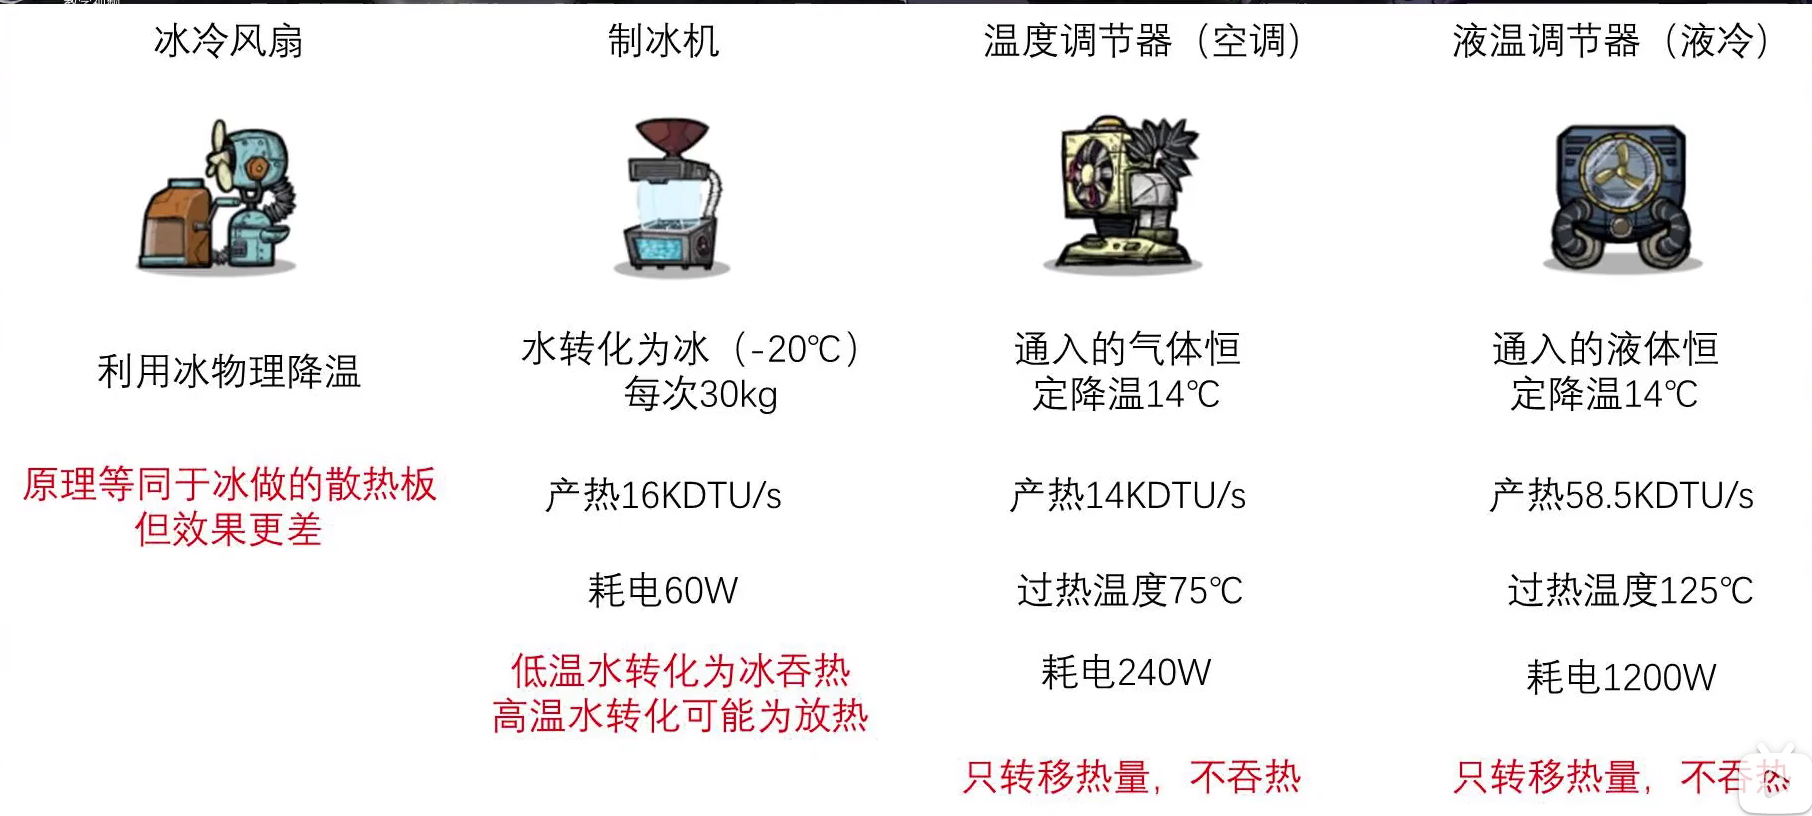 冰冷风扇
制冰机
温度调节器（空调）
液温调节器（液冷）
利用冰物理降温
水转化为冰（-20℃）
每次30kg
通入的气体恒
定降温14℃
通入的液体恒
定降温14℃
原理等同于冰做的散热板
但效果更差
产热16KDTU/s
产热14KDTU/s
产热58.5KDTU/s
耗电60W
过热温度75℃
过热温度125℃
低温水转化为冰吞热
高温水转化可能为放热
耗电240W
耗电1200W
只转移热量，不吞热
只转移热量，不吞热